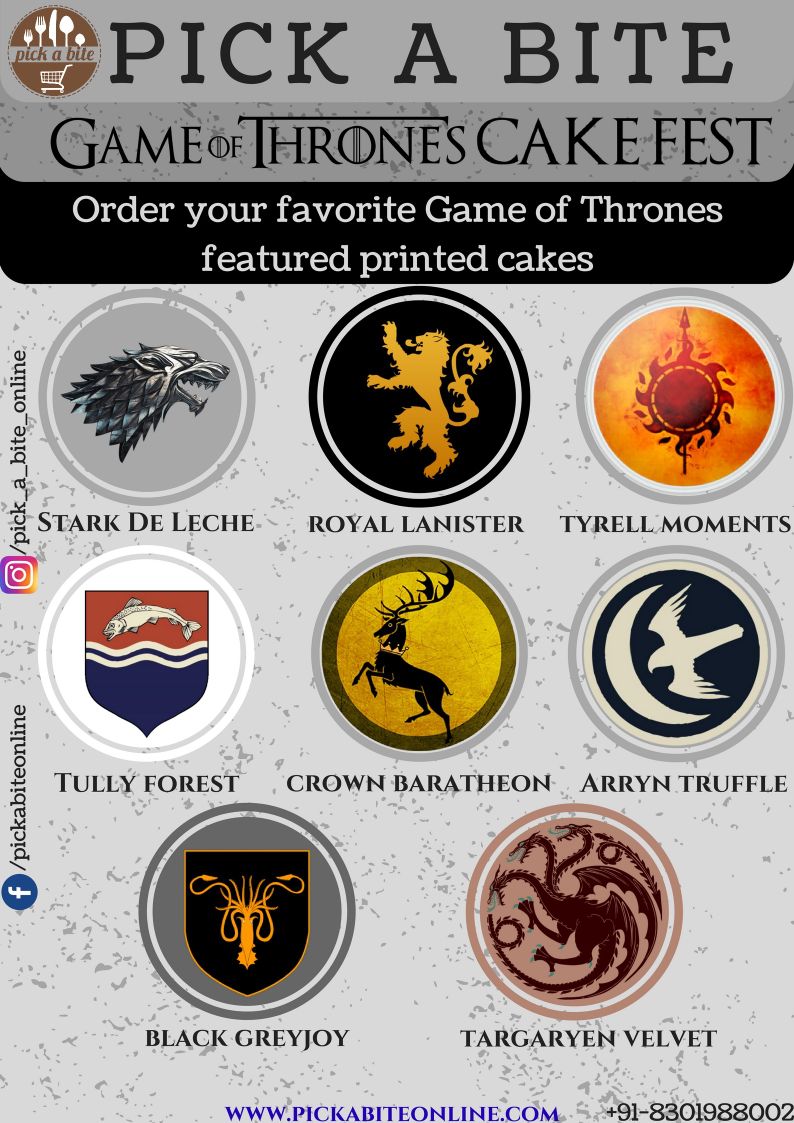 pick a bite
PICK A BITE
GAME OF THRONES CAKE FEST
Order your favorite Game of Thrones
featured printed cakes
/pick_a_bite_online
STARK DE LECHE
ROYAL LANISTER
TYRELL MOMENTS
TULLY FOREST
CROWN BARATHEON
ARRYN TRUFFLE
/pickabiteonline
BLACK GREYJOY
TARGARYEN VELVET
WWW.PICKABITEONLINE.COM
+91-8301988002